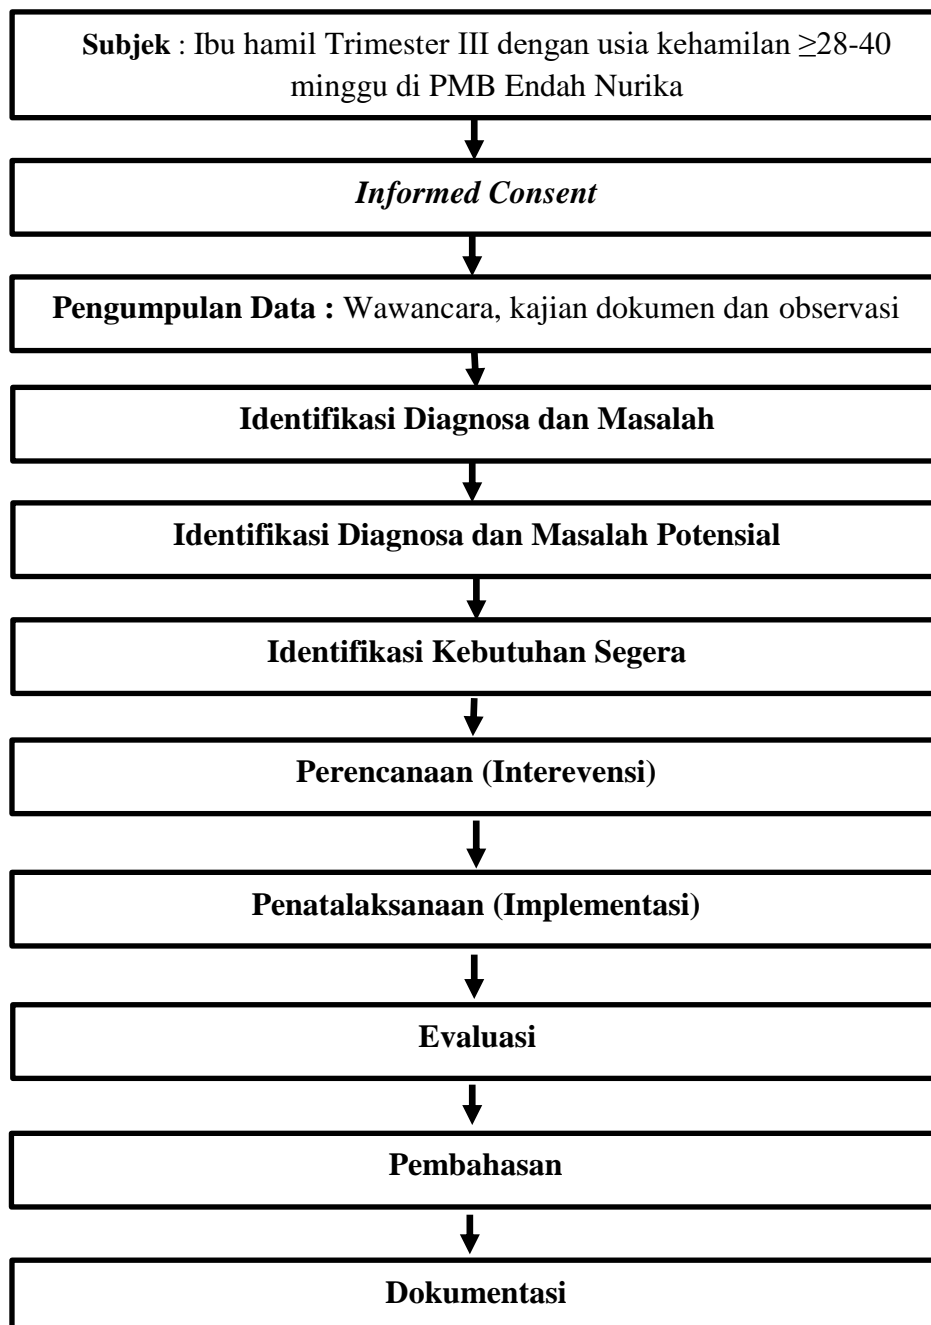 Subjek : Ibu hamil Trimester III dengan usia kehamilan ≥28-40
minggu di PMB Endah Nurika
Informed Consent
Pengumpulan Data : Wawancara, kajian dokumen dan observasi
Identifikasi Diagnosa dan Masalah
Identifikasi Diagnosa dan Masalah Potensial
Identifikasi Kebutuhan Segera
Perencanaan (Interevensi)
Penatalaksanaan (Implementasi)
Evaluasi
Pembahasan
Dokumentasi